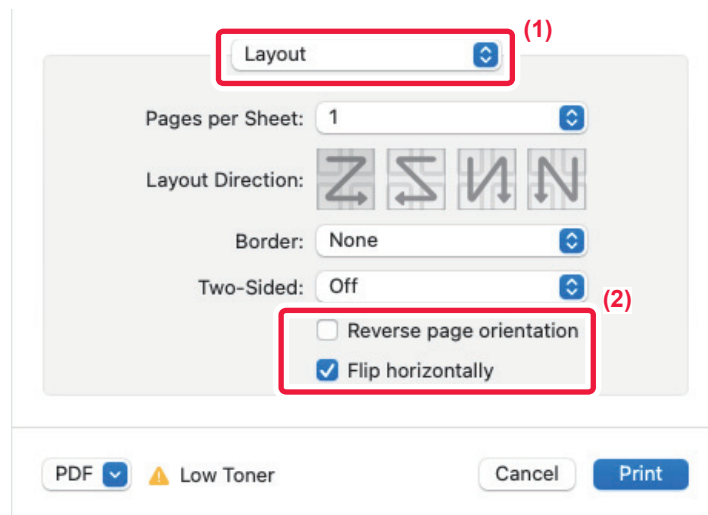 (1)
Layout
Pages per Sheet: 1
Layout Direction:
Border: None
Two-Sided: Off
(2)
Reverse page orientation
Flip horizontally
PDF Low Toner Cancel Print